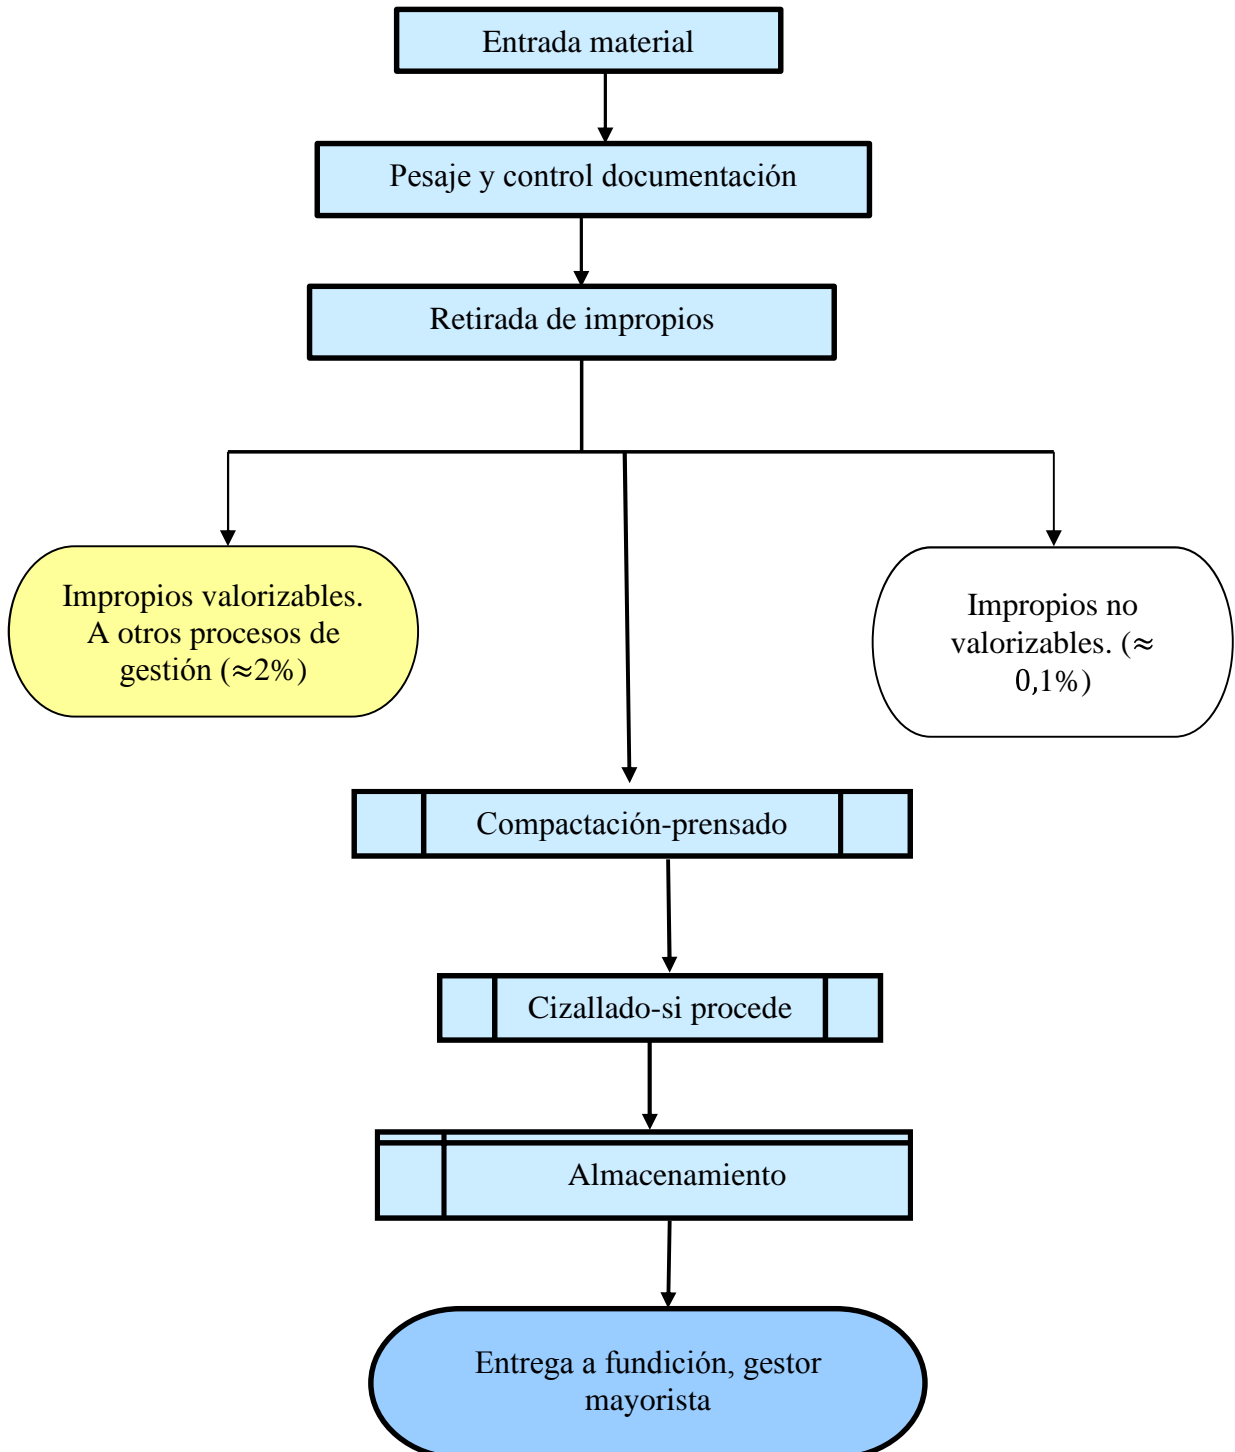 Entrada material
Pesaje y control documentación
Retirada de impropios
Impropios valorizables.
A otros procesos de
gestión (≈2%)
Impropios no
valorizables. (≈
0,1%)
Compactación-prensado
Cizallado-si procede
Almacenamiento
Entrega a fundición, gestor
mayorista